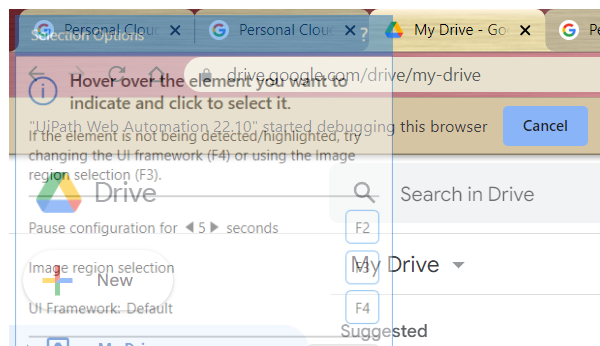 Personal Cloud Personal Cloud My Drive - Goo Pe
Selection Options ?
drive.google.com/drive/my-drive
Hover over the element you want to
indicate and click to select it.
"UiPath Web Automation 22.10" started debugging this browser Cancel
If the element is not being detected/highlighted, try
changing the UI framework (F4) or using the Image
region selection (F3).
Drive Search in Drive
Pause configuration for 5 seconds F2
Image region selection F3
My Drive
New
UI Framework: Default F4
Suggested
My Drive